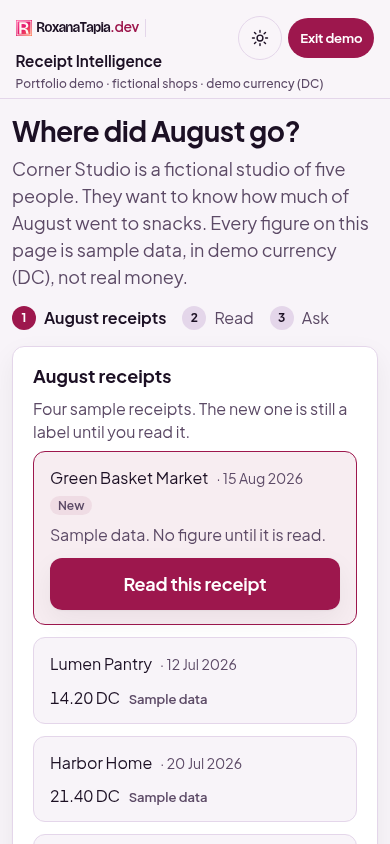 RoxanaTapia.dev
Exit demo
Receipt Intelligence
Portfolio demo · fictional shops · demo currency (DC)
Where did August go?
Corner Studio is a fictional studio of five
people. They want to know how much of
August went to snacks. Every figure on this
page is sample data, in demo currency
(DC), not real money.
1 August receipts 2 Read 3 Ask
August receipts
Four sample receipts. The new one is still a
label until you read it.
Green Basket Market · 15 Aug 2026
New
Sample data. No figure until it is read.
Read this receipt
Lumen Pantry · 12 Jul 2026
14.20 DC Sample data
Harbor Home · 20 Jul 2026
21.40 DC Sample data